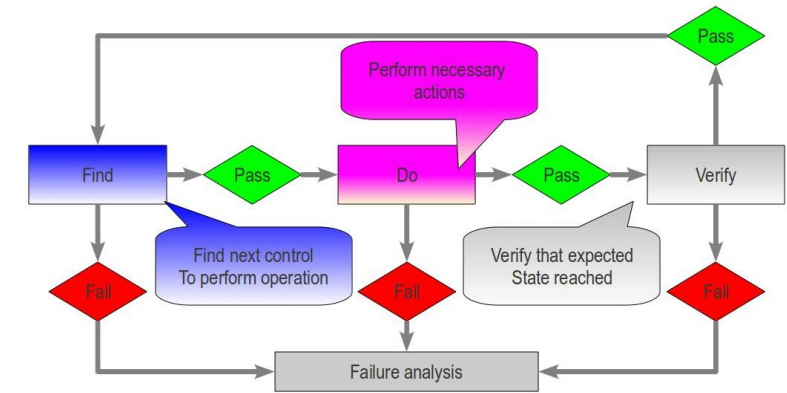 Pass
Perform necessary
actions
Find
Pass
Do
Pass
Verify
Find next control
To perform operation
Verify that expected
State reached
Fail
Fail
Fail
Failure analysis